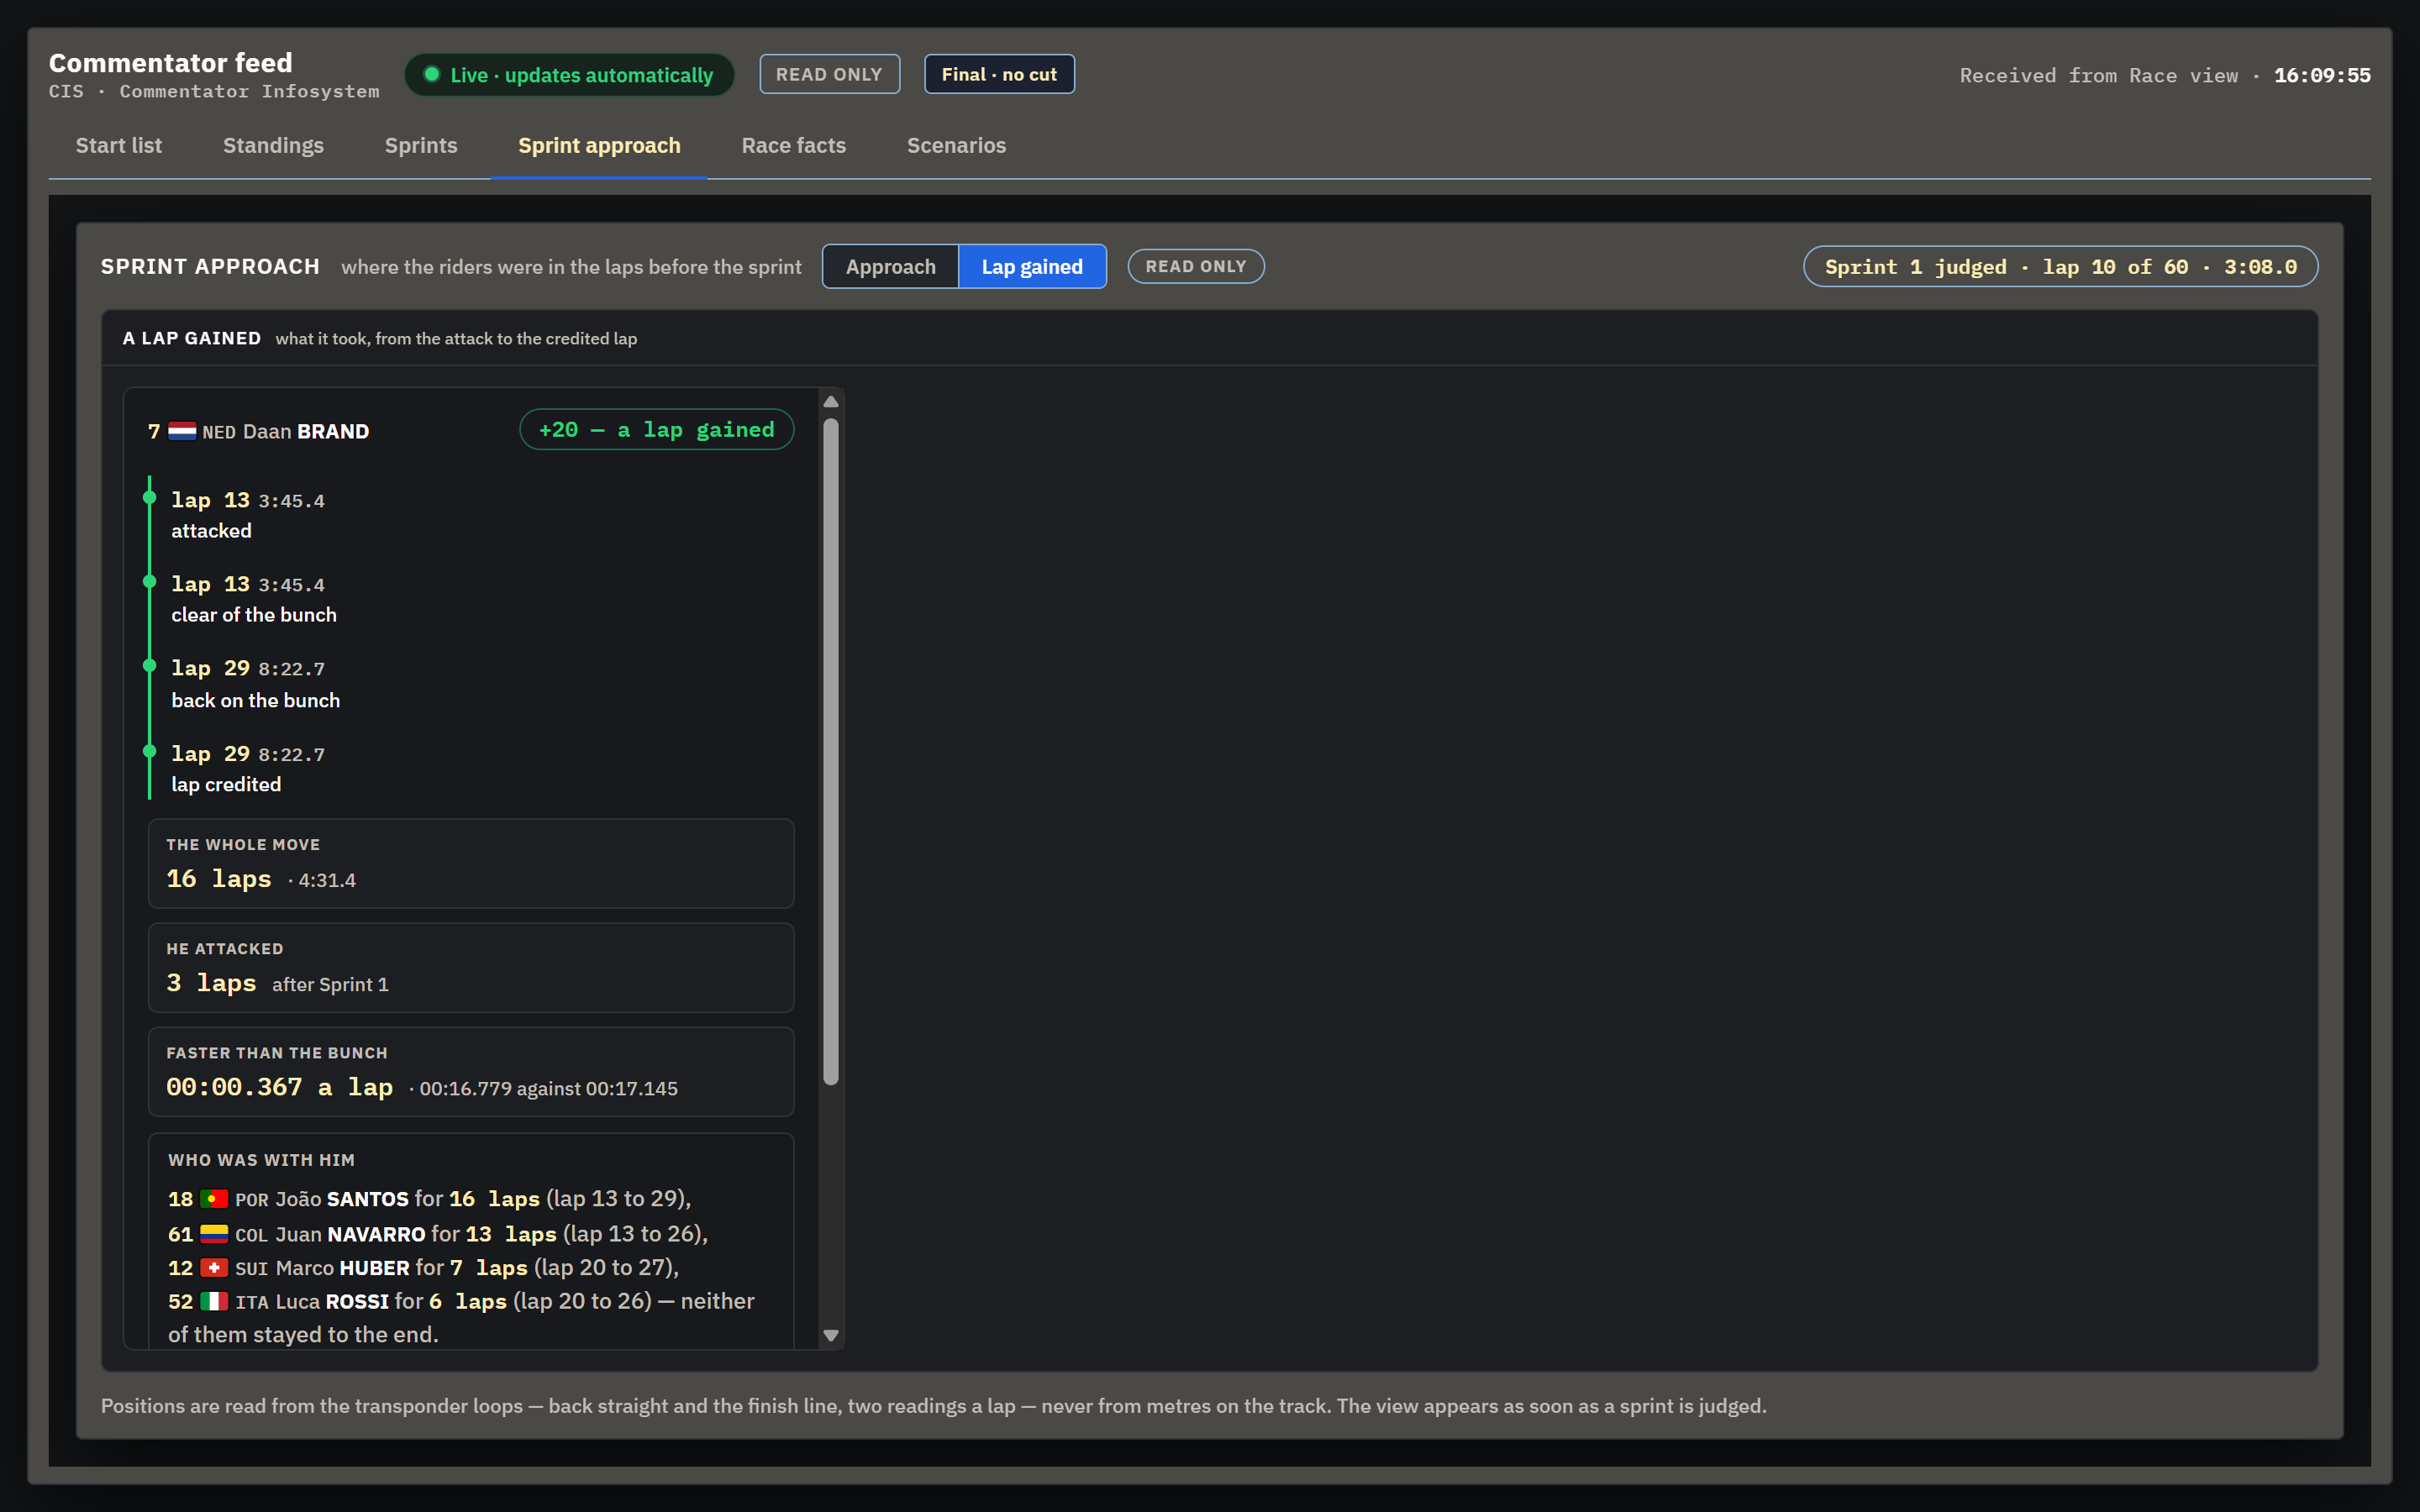 Commentator feed
CIS · Commentator Infosystem
Live · updates automatically
READ ONLY
Final · no cut
Received from Race view · 16:09:55
Start list
Standings
Sprints
Sprint approach
Race facts
Scenarios
SPRINT APPROACH where the riders were in the laps before the sprint
Approach
Lap gained
READ ONLY
Sprint 1 judged · lap 10 of 60 · 3:08.0
A LAP GAINED what it took, from the attack to the credited lap
7 NED Daan BRAND
+20 — a lap gained
lap 13 3:45.4
attacked
lap 13 3:45.4
clear of the bunch
lap 29 8:22.7
back on the bunch
lap 29 8:22.7
lap credited
THE WHOLE MOVE
16 laps · 4:31.4
HE ATTACKED
3 laps after Sprint 1
FASTER THAN THE BUNCH
00:00.367 a lap · 00:16.779 against 00:17.145
WHO WAS WITH HIM
18 POR João SANTOS for 16 laps (lap 13 to 29),
61 COL Juan NAVARRO for 13 laps (lap 13 to 26),
12 SUI Marco HUBER for 7 laps (lap 20 to 27),
52 ITA Luca ROSSI for 6 laps (lap 20 to 26) — neither
of them stayed to the end.
Positions are read from the transponder loops — back straight and the finish line, two readings a lap — never from metres on the track. The view appears as soon as a sprint is judged.